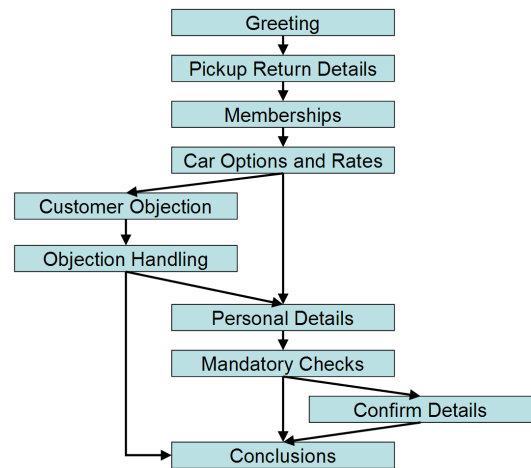 Greeting
Pickup Return Details
Memberships
Car Options and Rates
Customer Objection
Objection Handling
Personal Details
Mandatory Checks
Confirm Details
Conclusions